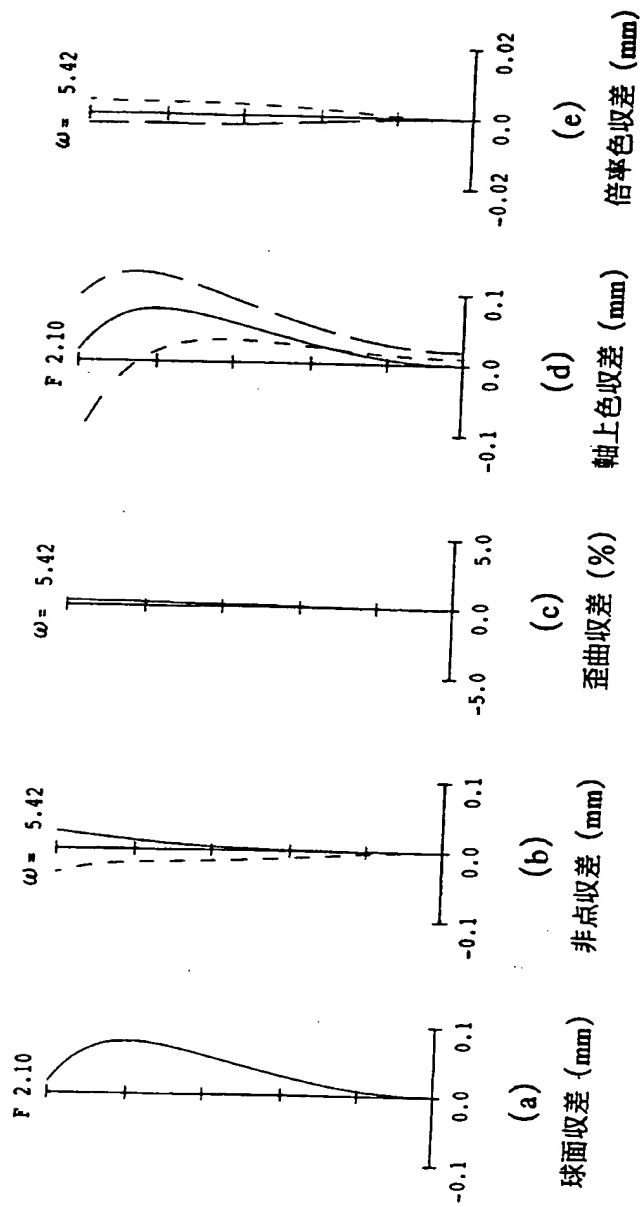 F 2.10
-0.1 0.0 0.1
(a)
球面収差 (mm)
ω= 5.42
-0.1 0.0 0.1
(b)
非点収差 (mm)
ω= 5.42
-5.0 0.0 5.0
(c)
歪曲収差 (%)
F 2.10
-0.1 0.0 0.1
(d)
軸上色収差 (mm)
ω= 5.42
-0.02 0.0 0.02
(e)
倍率色収差 (mm)